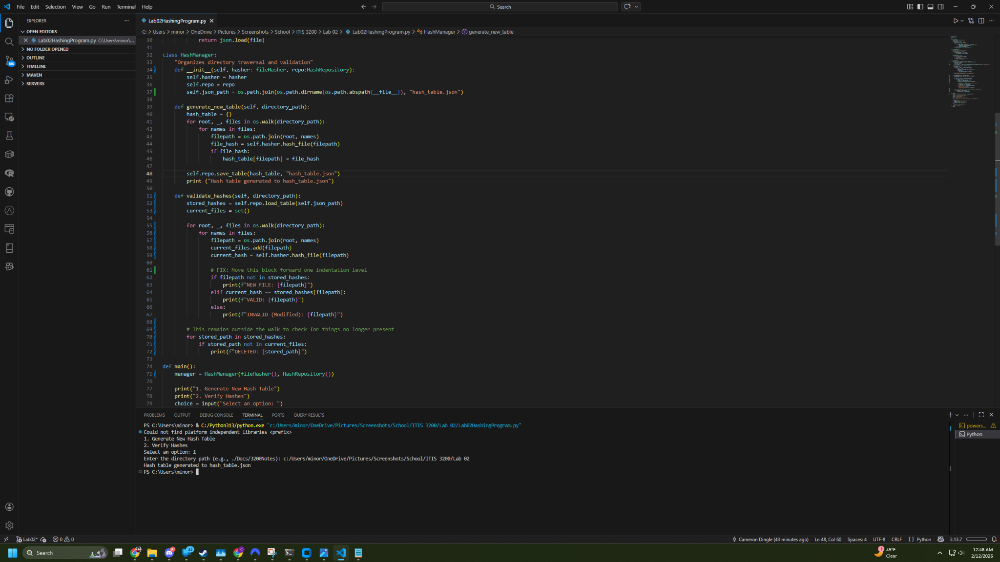 File Edit Selection View Go Run Terminal Help
Search
EXPLORER
OPEN EDITORS
Lab02HashingProgram.py C:\Users\minor\...
NO FOLDER OPENED
OUTLINE
TIMELINE
MAVEN
SERVERS
10K
Lab02HashingProgram.py
C: > Users > minor > OneDrive > Pictures > Screenshots > School > ITIS 3200 > Lab 02 > Lab02HashingProgram.py > HashManager > generate_new_table
30 return json.load(file)
31
32 class HashManager:
33 "Organizes directory traversal and validation"
34 def __init__(self, hasher: fileHasher, repo:HashRepository):
35 self.hasher = hasher
36 self.repo = repo
37 self.json_path = os.path.join(os.path.dirname(os.path.abspath(__file__)), "hash_table.json")
38
39 def generate_new_table(self, directory_path):
40 hash_table = {}
41 for root, _, files in os.walk(directory_path):
42 for names in files:
43 filepath = os.path.join(root, names)
44 file_hash = self.hasher.hash_file(filepath)
45 if file_hash:
46 hash_table[filepath] = file_hash
47
48 self.repo.save_table(hash_table, "hash_table.json")
49 print ("Hash table generated to hash_table.json")
50
51 def validate_hashes(self, directory_path):
52 stored_hashes = self.repo.load_table(self.json_path)
53 current_files = set()
54
55 for root, _, files in os.walk(directory_path):
56 for names in files:
57 filepath = os.path.join(root, names)
58 current_files.add(filepath)
59 current_hash = self.hasher.hash_file(filepath)
60
61 # FIX: Move this block forward one indentation level
62 if filepath not in stored_hashes:
63 print(f"NEW FILE: {filepath}")
64 elif current_hash == stored_hashes[filepath]:
65 print(f"VALID: {filepath}")
66 else:
67 print(f"INVALID (Modified): {filepath}")
68
69 # This remains outside the walk to check for things no longer present
70 for stored_path in stored_hashes:
71 if stored_path not in current_files:
72 print(f"DELETED: {stored_path}")
73
74 def main():
75 manager = HashManager(fileHasher(), HashRepository())
76
77 print("1. Generate New Hash Table")
78 print("2. Verify Hashes")
79 choice = input("Select an option: ")
PROBLEMS OUTPUT DEBUG CONSOLE TERMINAL PORTS QUERY RESULTS
PS C:\Users\minor> & C:/Python313/python.exe "c:/Users/minor/OneDrive/Pictures/Screenshots/School/ITIS 3200/Lab 02/Lab02HashingProgram.py"
Could not find platform independent libraries <prefix>
1. Generate New Hash Table
2. Verify Hashes
Select an option: 1
Enter the directory path (e.g., ./Docs/3200Notes): c:/Users/minor/OneDrive/Pictures/Screenshots/School/ITIS 3200/Lab 02
Hash table generated to hash_table.json
PS C:\Users\minor>
powers...
Python
Lab02* 0 0
Cameron Dingle (43 minutes ago) Ln 48, Col 60 Spaces: 4 UTF-8 CRLF { } Python 3.13.7
Search
9+
33
1
45°F
Clear
12:48 AM
2/12/2026